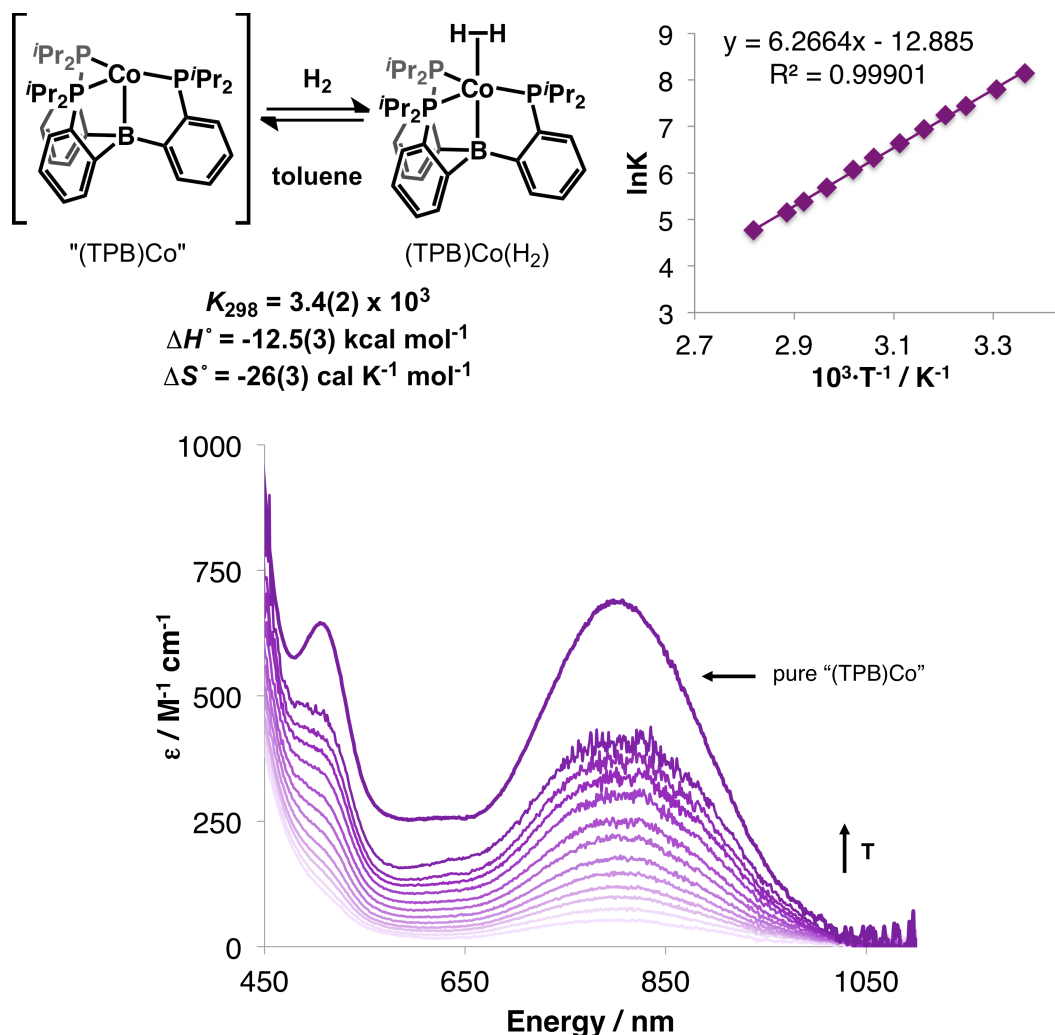 H–H
iPr2P
Co
PiPr2
iPr2P
B
H2
toluene
iPr2P
Co
PiPr2
iPr2P
B
"(TPB)Co"
(TPB)Co(H2)
K298 = 3.4(2) x 10³
ΔH° = -12.5(3) kcal mol⁻¹
ΔS° = -26(3) cal K⁻¹ mol⁻¹
y = 6.2664x - 12.885
R² = 0.99901
lnK
9
8
7
6
5
4
3
2.7 2.9 3.1 3.3
10³·T⁻¹ / K⁻¹
ε / M⁻¹ cm⁻¹
1000
750
500
250
0
pure “(TPB)Co”
T
450 650 850 1050
Energy / nm